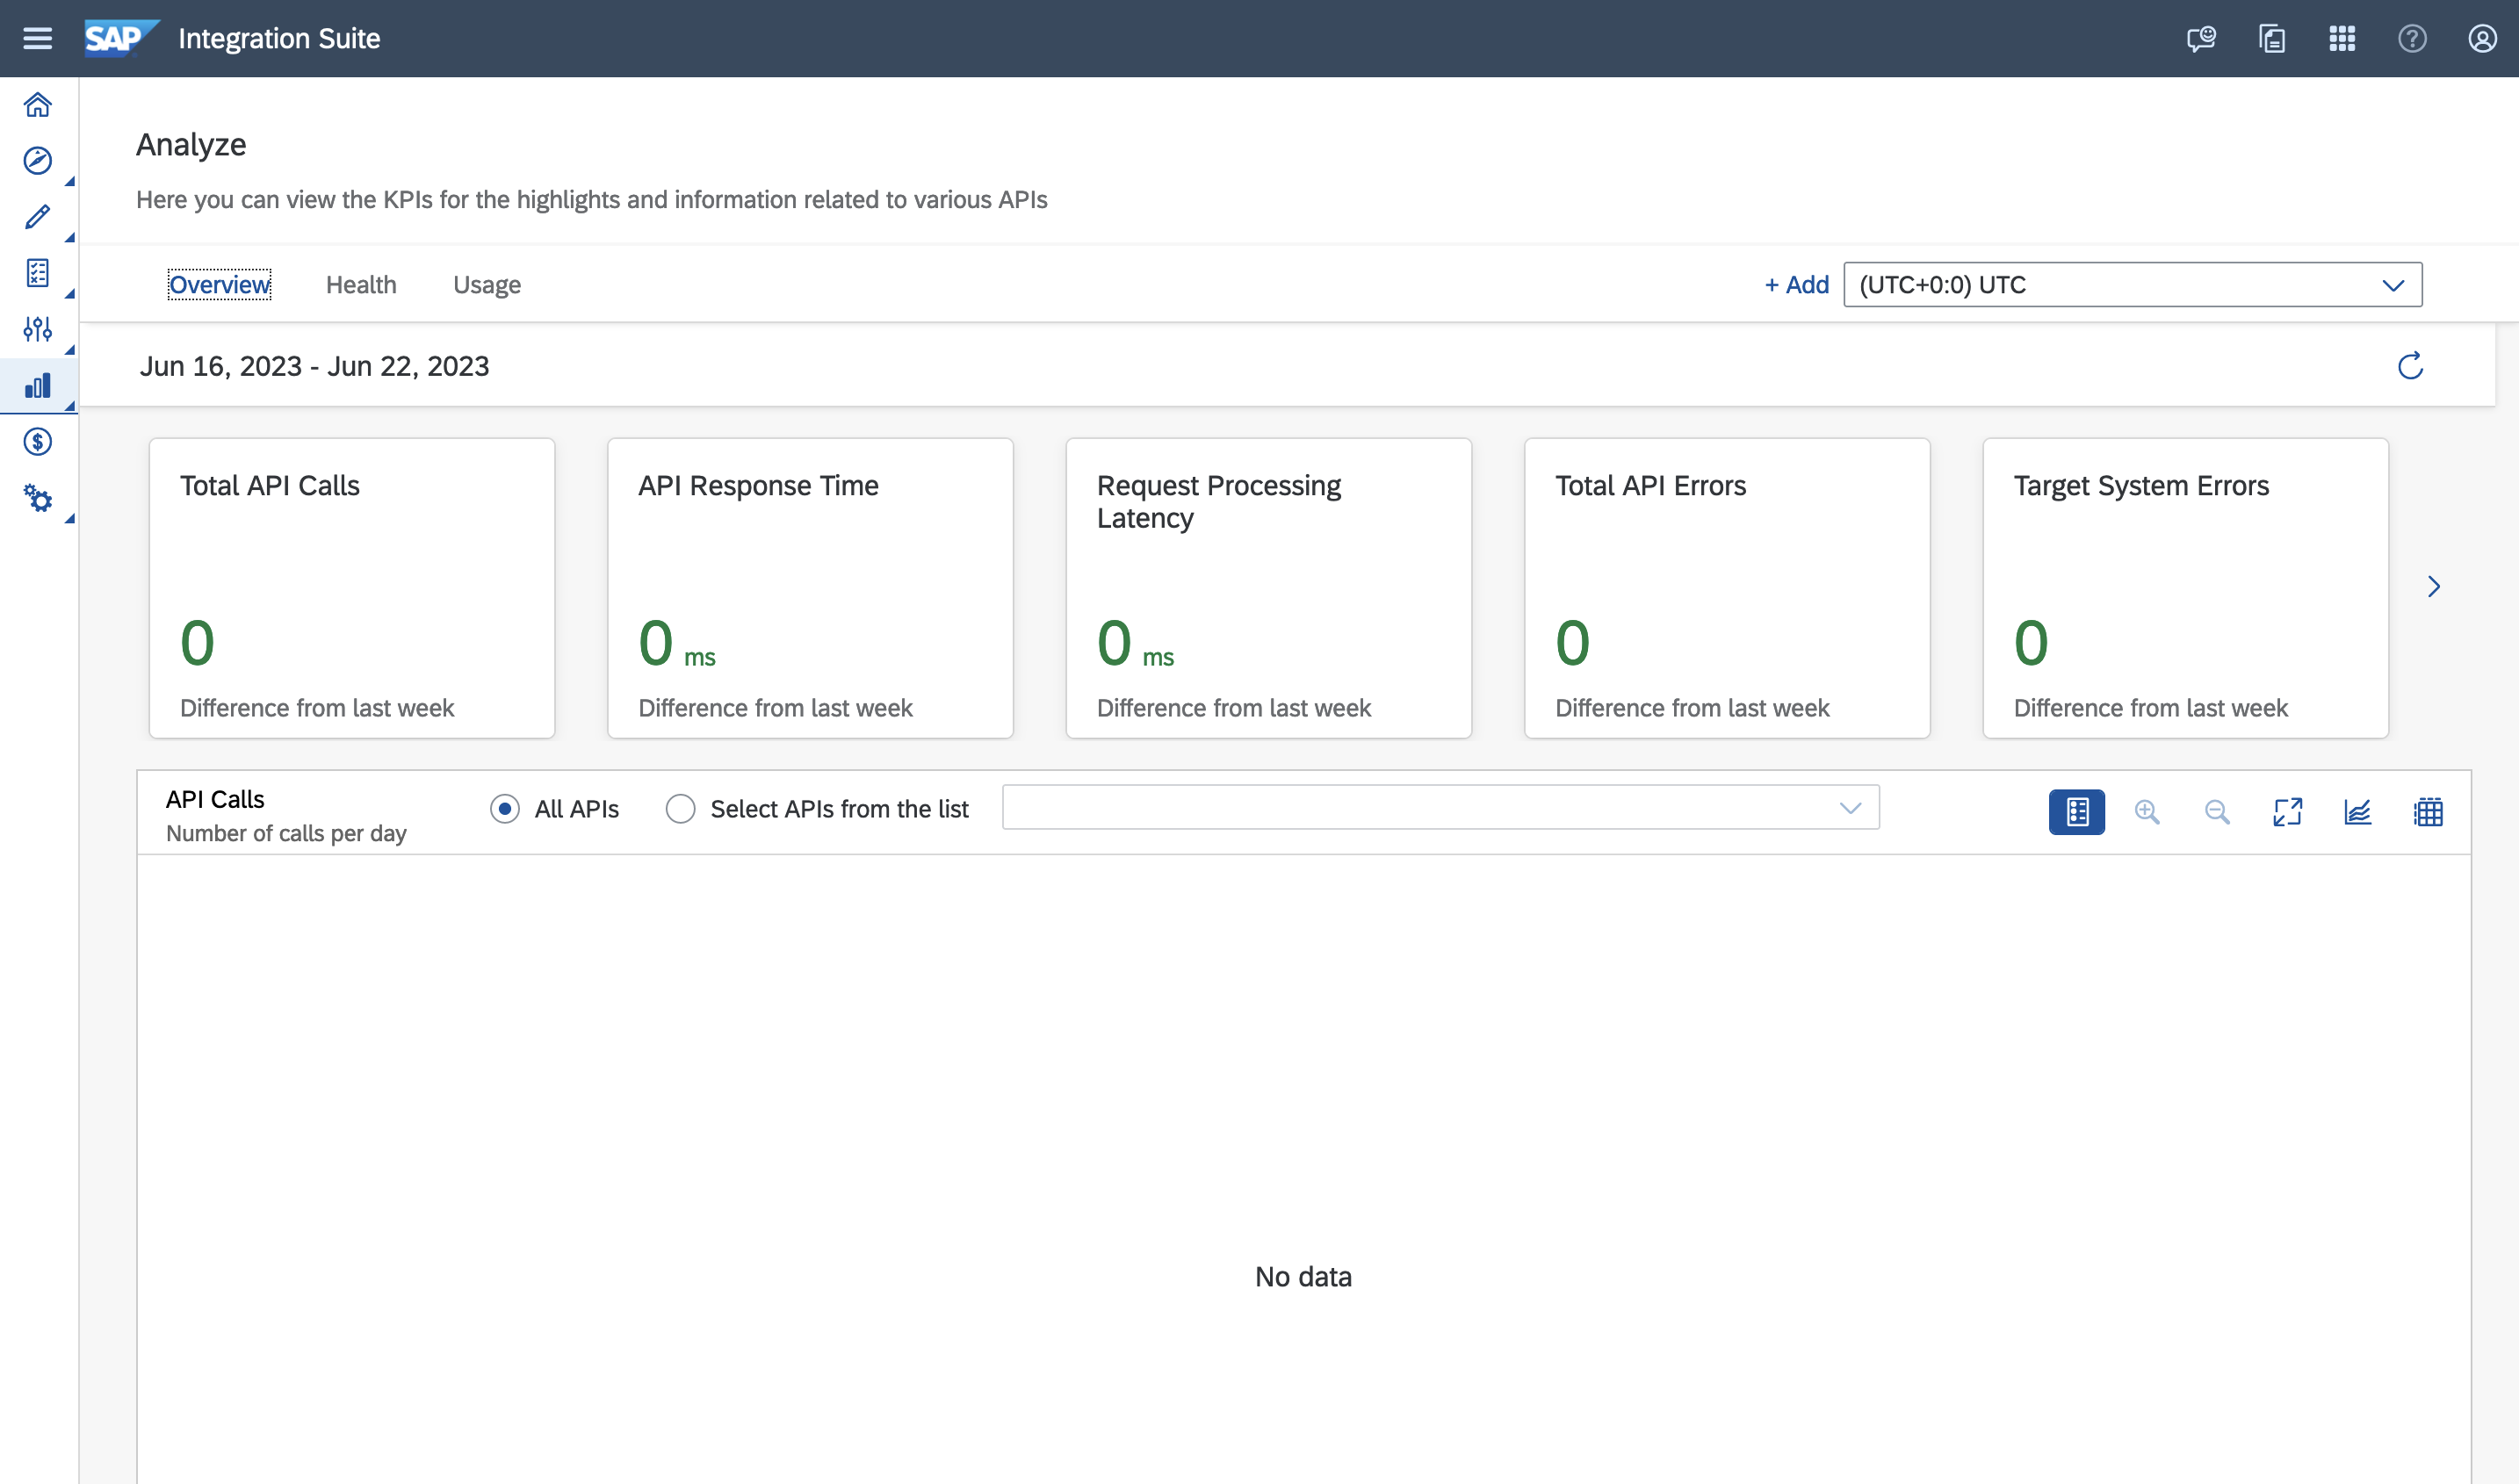 SAP Integration Suite
Analyze
Here you can view the KPIs for the highlights and information related to various APIs
Overview Health Usage + Add (UTC+0:0) UTC
Jun 16, 2023 - Jun 22, 2023
Total API Calls
0
Difference from last week
API Response Time
0 ms
Difference from last week
Request Processing
Latency
0 ms
Difference from last week
Total API Errors
0
Difference from last week
Target System Errors
0
Difference from last week
API Calls
Number of calls per day
All APIs Select APIs from the list
No data